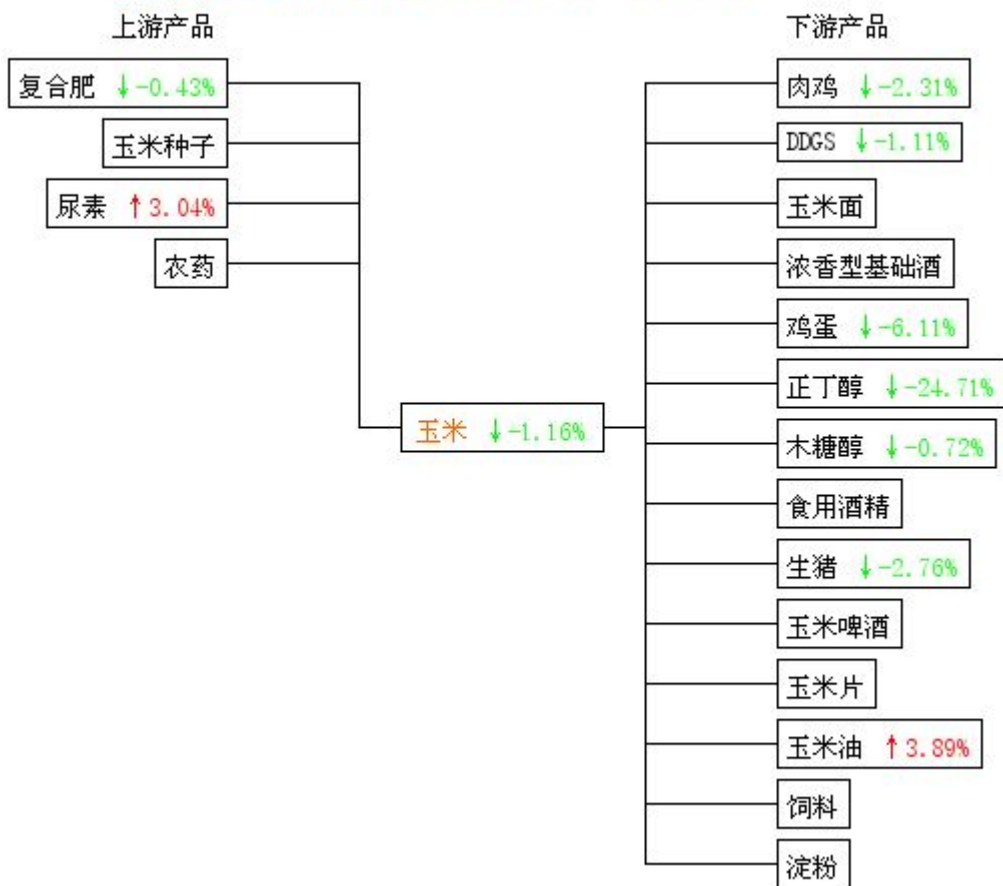 上游产品
复合肥 ↓-0.43%
玉米种子
尿素 ↑3.04%
农药
玉米 ↓-1.16%
下游产品
肉鸡 ↓-2.31%
DDGS ↓-1.11%
玉米面
浓香型基础酒
鸡蛋 ↓-6.11%
正丁醇 ↓-24.71%
木糖醇 ↓-0.72%
食用酒精
生猪 ↓-2.76%
玉米啤酒
玉米片
玉米油 ↑3.89%
饲料
淀粉